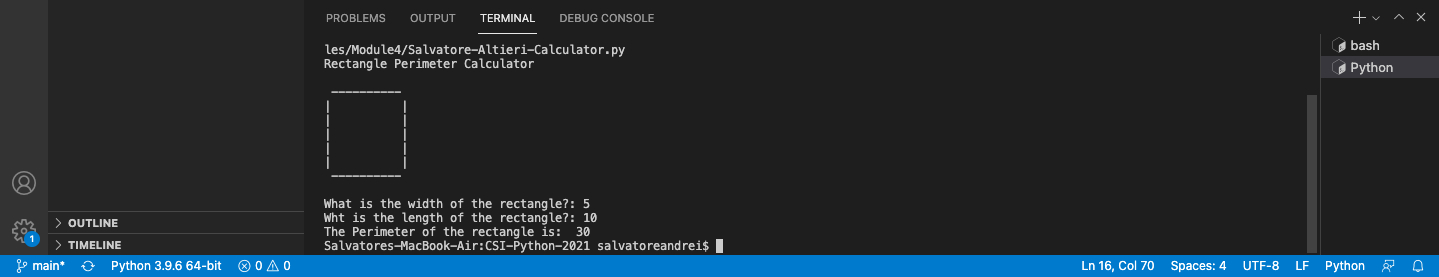 PROBLEMS OUTPUT TERMINAL DEBUG CONSOLE
les/Module4/Salvatore-Altieri-Calculator.py
Rectangle Perimeter Calculator
 ----------
|          |
|          |
|          |
|          |
|          |
 ----------
What is the width of the rectangle?: 5
Wht is the length of the rectangle?: 10
The Perimeter of the rectangle is:  30
Salvatores-MacBook-Air:CSI-Python-2021 salvatoreandrei$
bash
Python
OUTLINE
TIMELINE
1
main* Python 3.9.6 64-bit 0 0 Ln 16, Col 70 Spaces: 4 UTF-8 LF Python